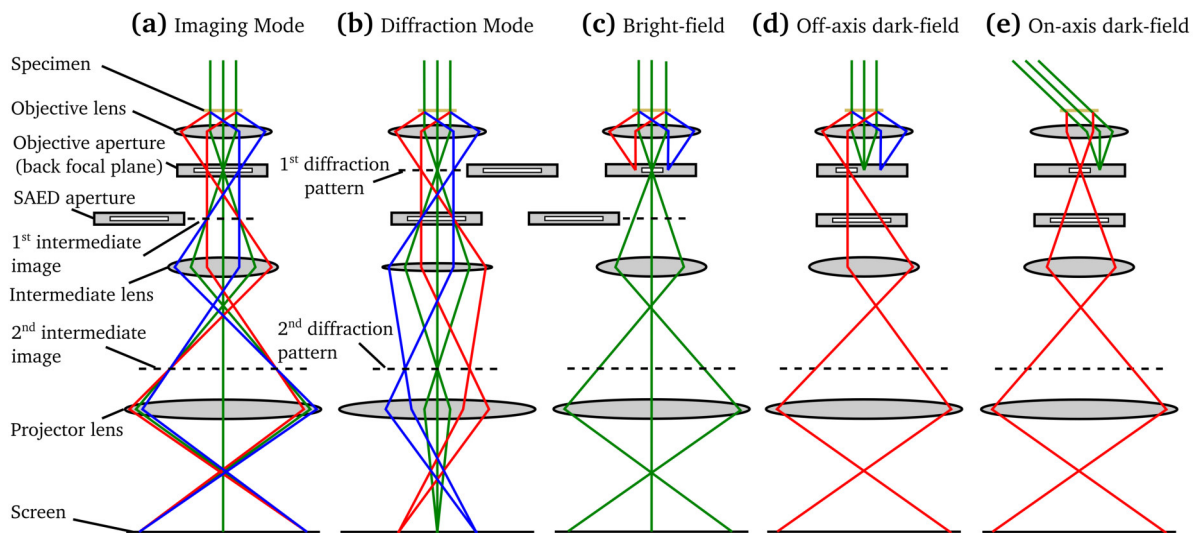 (a) Imaging Mode
(b) Diffraction Mode
(c) Bright-field
(d) Off-axis dark-field
(e) On-axis dark-field
Specimen
Objective lens
Objective aperture
(back focal plane)
1st diffraction
pattern
SAED aperture
1st intermediate
image
Intermediate lens
2nd intermediate
image
2nd diffraction
pattern
Projector lens
Screen